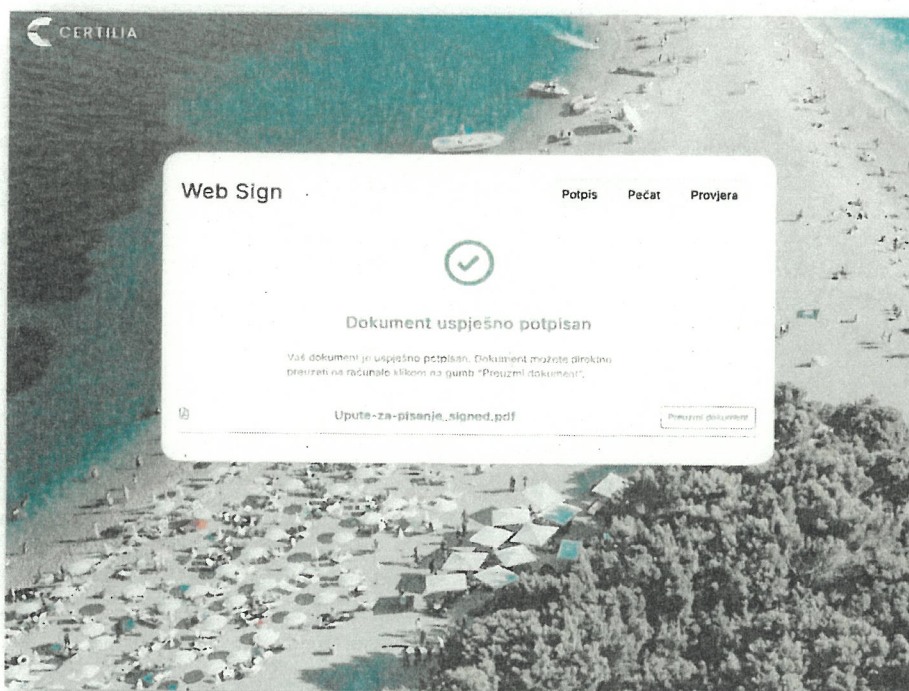 CERTILIA
Web Sign
Potpis Pečat Provjera
Dokument uspješno potpisan
Vaš dokument je uspješno potpisan. Dokument možete direktno
preuzeti na računalo klikom na gumb "Preuzmi dokument".
Upute-za-pisanje_signed.pdf
Preuzmi dokument